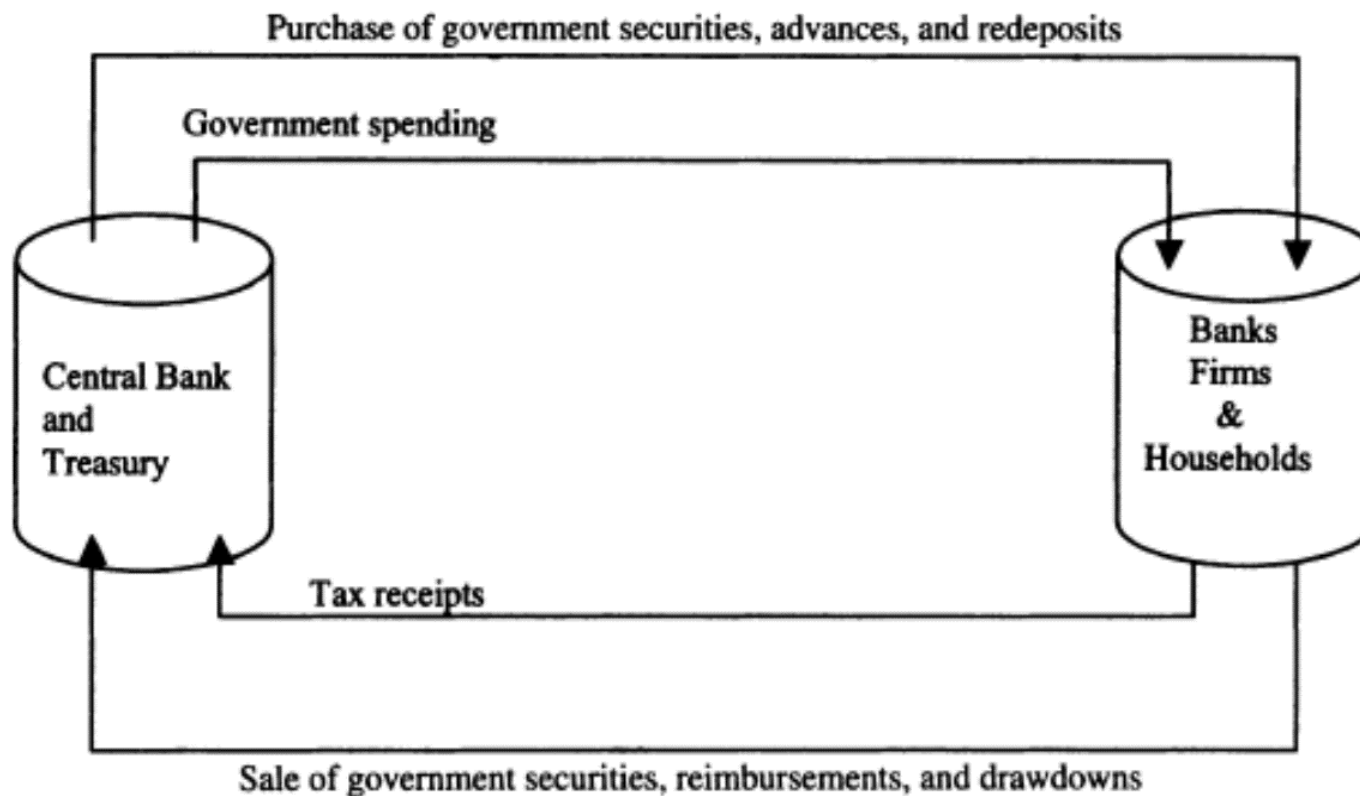 Purchase of government securities, advances, and redeposits
Government spending
Central Bank
and
Treasury
Banks
Firms
&
Households
Tax receipts
Sale of government securities, reimbursements, and drawdowns